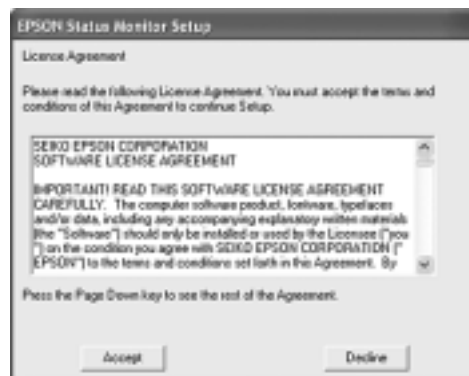 EPSON Status Monitor Setup
License Agreement
Please read the following License Agreement. You must accept the terms and
conditions of this Agreement to continue Setup.
SEIKO EPSON CORPORATION
SOFTWARE LICENSE AGREEMENT
IMPORTANT! READ THIS SOFTWARE LICENSE AGREEMENT
CAREFULLY. The computer software product, fontware, typefaces
and/or data, including any accompanying explanatory written materials
(the "Software") should only be installed or used by the Licensee ("you
") on the condition you agree with SEIKO EPSON CORPORATION ("
EPSON") to the terms and conditions set forth in this Agreement. By
Press the Page Down key to see the rest of the Agreement.
Accept
Decline